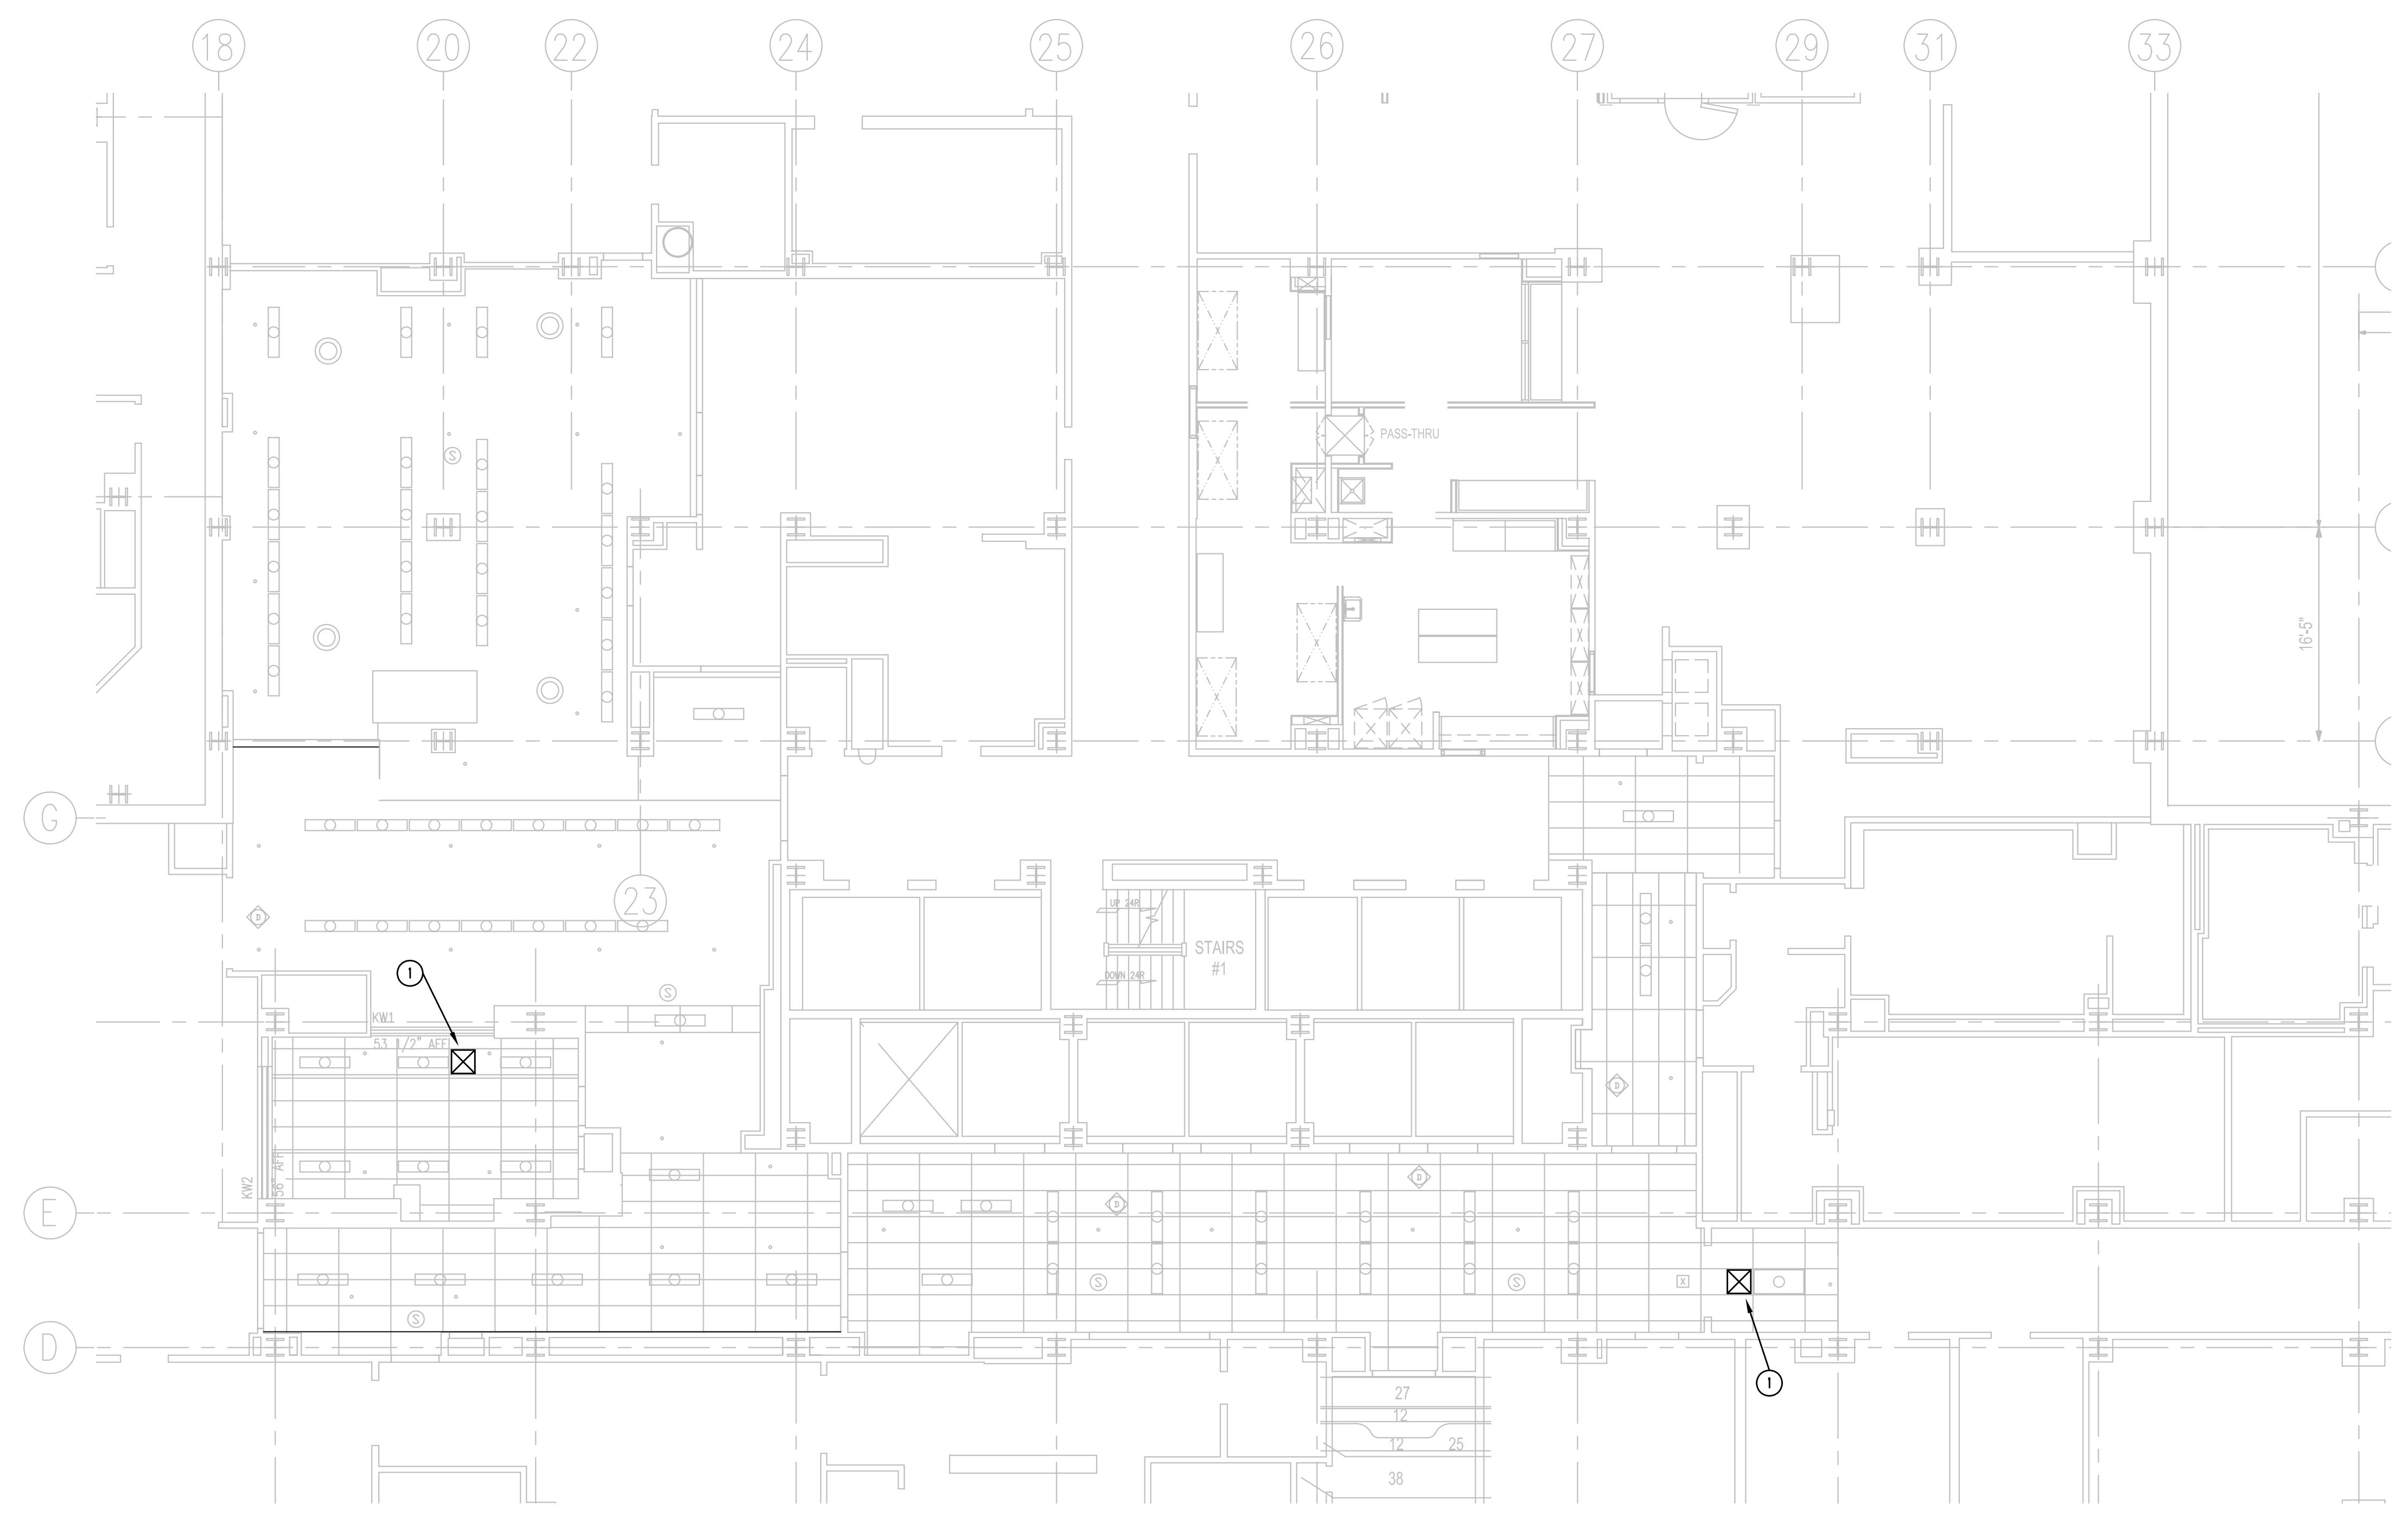 18 20 22 24 25 26 27 29 31 33
PASS-THRU
S
16'-5"
G
23
D
UP 24R
STAIRS
#1
DOWN 24R
1
S
KW1
53 1/2" AFF
D
KW2
56" AFF
D
D
E
S
S
X
S
D
1
27
12
12 25
38